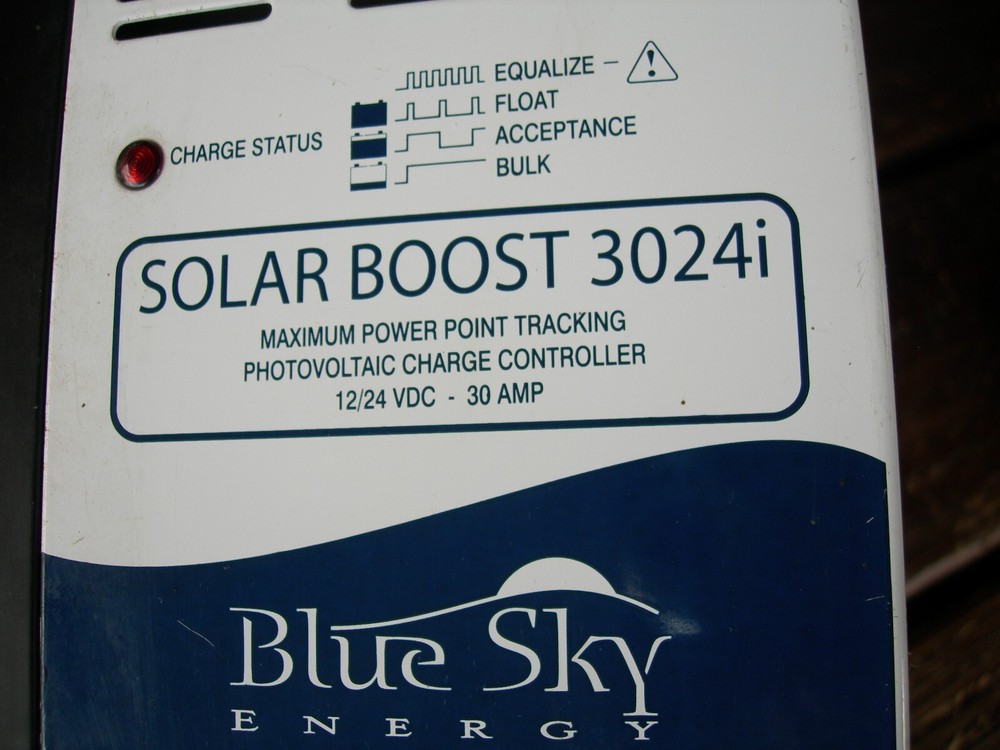 EQUALIZE –
FLOAT
ACCEPTANCE
BULK
CHARGE STATUS
SOLAR BOOST 3024i
MAXIMUM POWER POINT TRACKING
PHOTOVOLTAIC CHARGE CONTROLLER
12/24 VDC - 30 AMP
Blue Sky
ENERGY